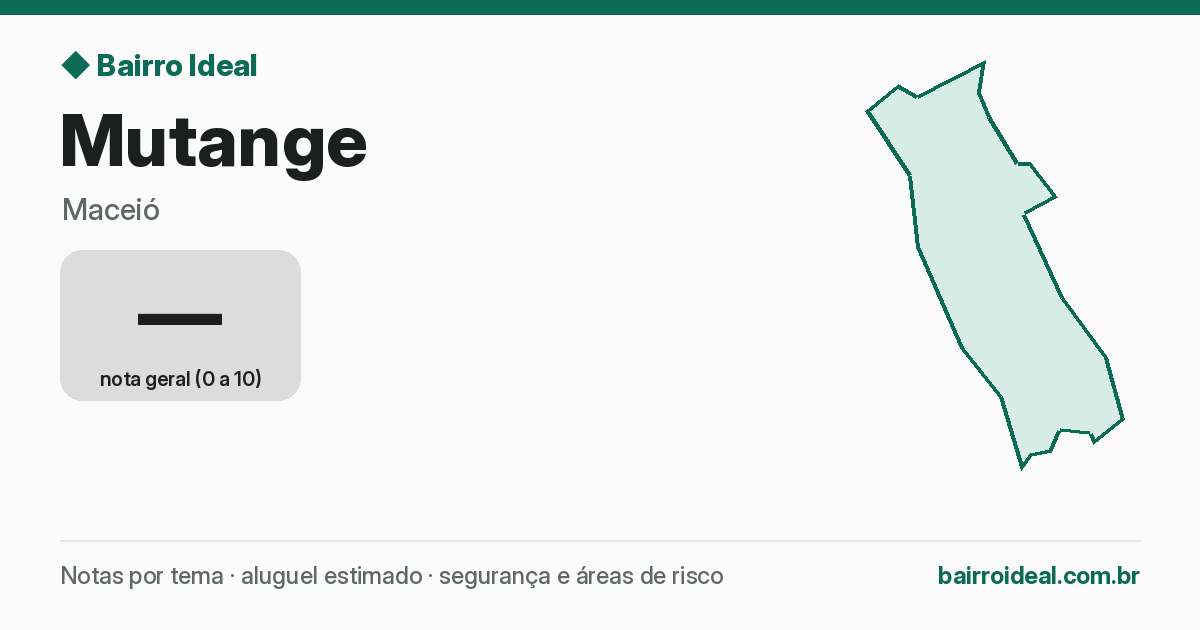 Bairro Ideal
Mutange
Maceió
—
nota geral (0 a 10)
Notas por tema · aluguel estimado · segurança e áreas de risco
bairroideal.com.br